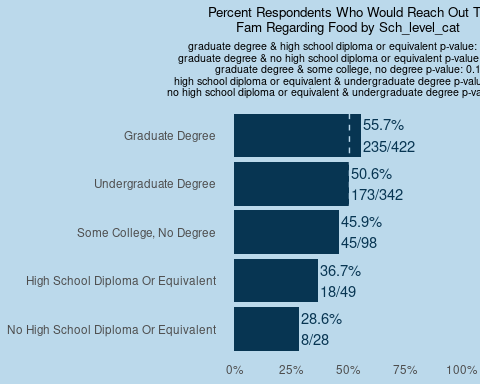 Percent Respondents Who Would Reach Out T
Fam Regarding Food by Sch_level_cat
graduate degree & high school diploma or equivalent p-value:
graduate degree & no high school diploma or equivalent p-value
graduate degree & some college, no degree p-value: 0.1
high school diploma or equivalent & undergraduate degree p-val
no high school diploma or equivalent & undergraduate degree p-va
Graduate Degree
55.7%
235/422
Undergraduate Degree
50.6%
173/342
Some College, No Degree
45.9%
45/98
High School Diploma Or Equivalent
36.7%
18/49
No High School Diploma Or Equivalent
28.6%
8/28
0% 25% 50% 75% 100%